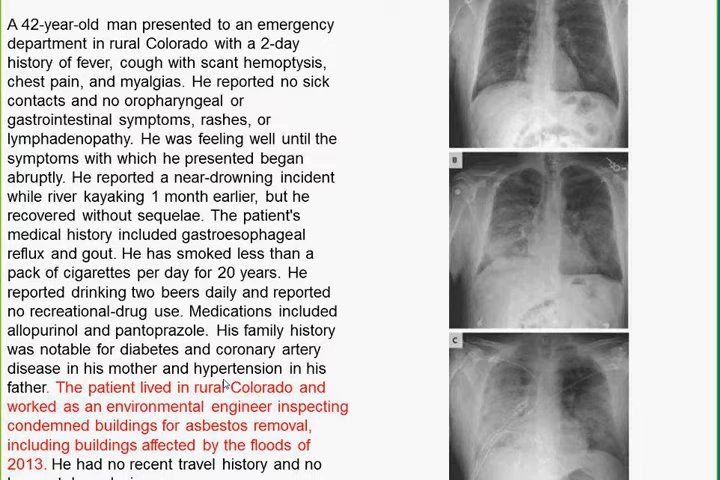 A 42-year-old man presented to an emergency
department in rural Colorado with a 2-day
history of fever, cough with scant hemoptysis,
chest pain, and myalgias. He reported no sick
contacts and no oropharyngeal or
gastrointestinal symptoms, rashes, or
lymphadenopathy. He was feeling well until the
symptoms with which he presented began
abruptly. He reported a near-drowning incident
while river kayaking 1 month earlier, but he
recovered without sequelae. The patient's
medical history included gastroesophageal
reflux and gout. He has smoked less than a
pack of cigarettes per day for 20 years. He
reported drinking two beers daily and reported
no recreational-drug use. Medications included
allopurinol and pantoprazole. His family history
was notable for diabetes and coronary artery
disease in his mother and hypertension in his
father. The patient lived in rural Colorado and
worked as an environmental engineer inspecting
condemned buildings for asbestos removal,
including buildings affected by the floods of
2013. He had no recent travel history and no
B
C